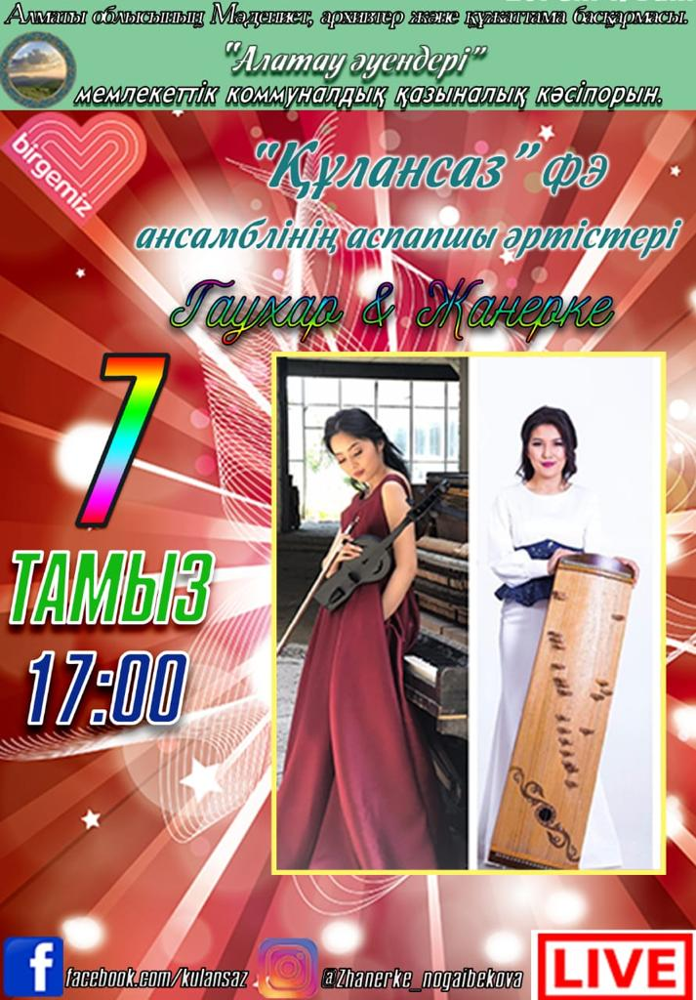 Алматы облысының Мәдениет, архивтер және құжаттама басқармасы.
"Алатау әуендері"
мемлекеттік коммуналдық қазыналық кәсіпорын.
birgemiz
"Құлансаз" ФЭ
ансамблінің аспапшы әртістері
Гаухар & Жанерке
7
ТАМЫЗ
17:00
facebook.com/kulansaz
@Zhanerke_nogaibekova
LIVE